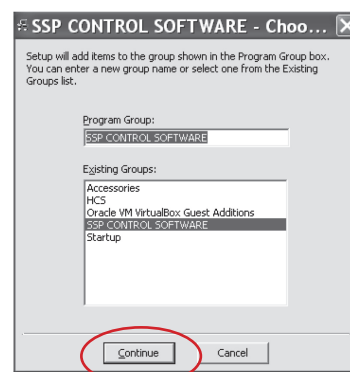 SSP CONTROL SOFTWARE - Choo...
Setup will add items to the group shown in the Program Group box.
You can enter a new group name or select one from the Existing
Groups list.
Program Group:
SSP CONTROL SOFTWARE
Existing Groups:
Accessories
HCS
Oracle VM VirtualBox Guest Additions
SSP CONTROL SOFTWARE
Startup
Continue
Cancel